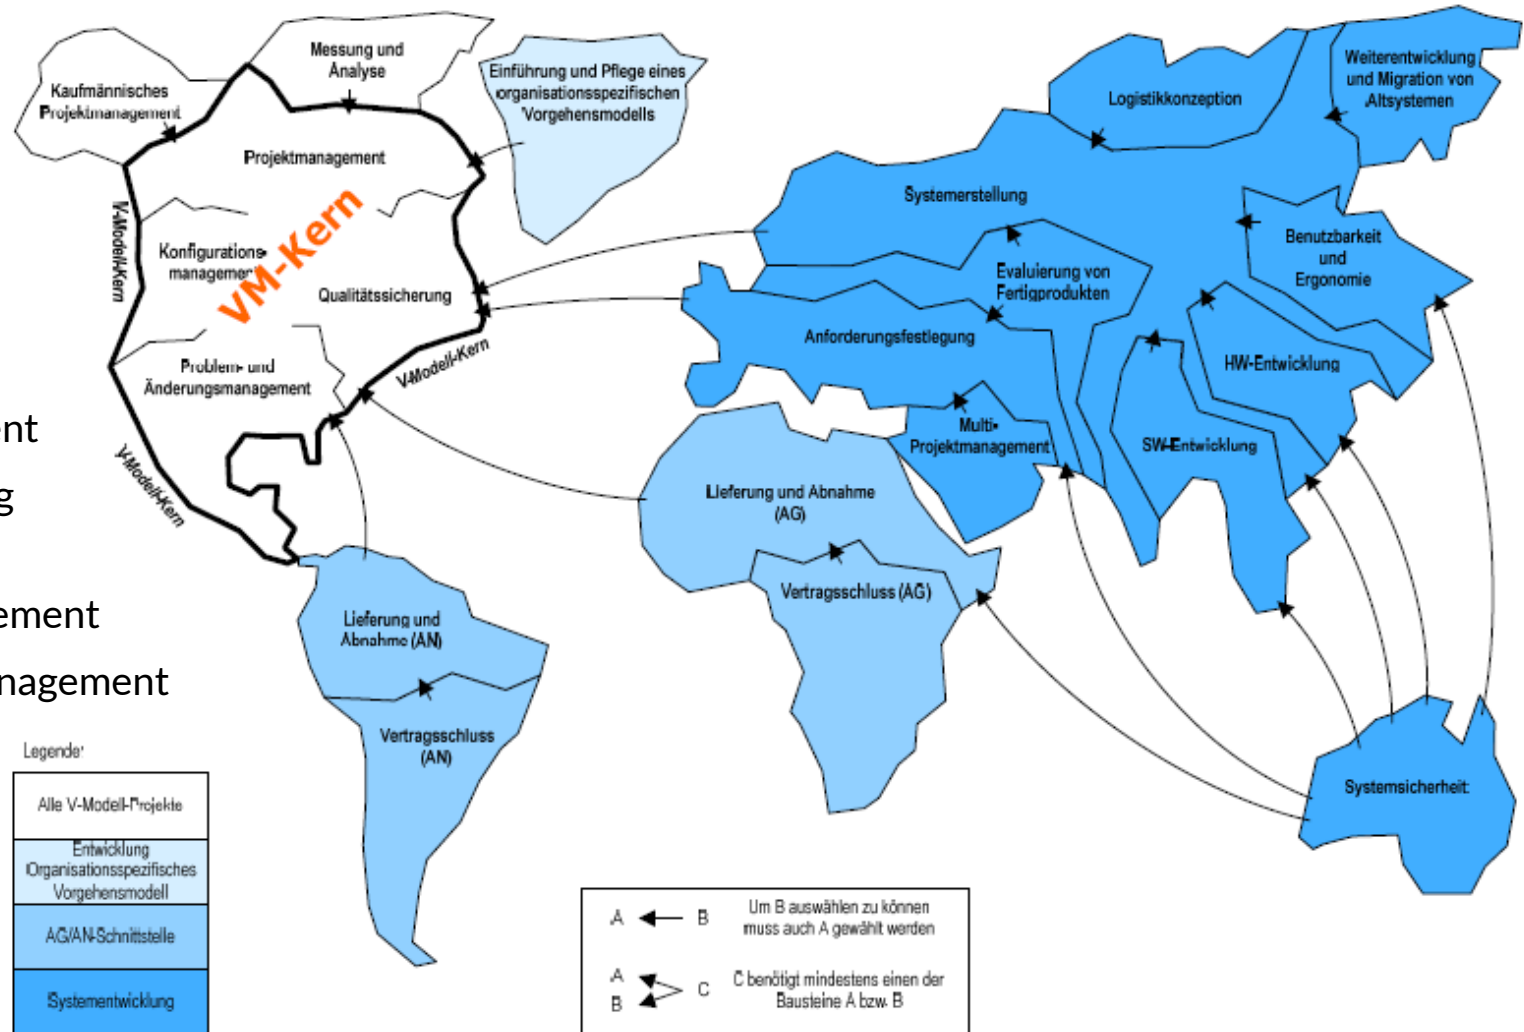 Messung und
Analyse
Kaufmännisches
Projektmanagement
Einführung und Pflege eines
organisationsspezifischen
Vorgehensmodells
Weiterentwicklung
und Migration von
Altsystemen
Logistikkonzeption
Projektmanagement
Systemerstellung
V-Modell-Kern
VM-Kern
Konfigurations-
management
Benutzbarkeit
und
Ergonomie
Evaluierung von
Fertigprodukten
Qualitätssicherung
Anforderungsfestlegung
V-Modell-Kern
HW-Entwicklung
Problem- und
Änderungsmanagement
Multi-
Projektmanagement
SW-Entwicklung
ent
g
ement
nagement
V-Modell-Kern
Lieferung und Abnahme
(AG)
Vertragsschluss (AG)
Lieferung und
Abnahme (AN)
Vertragsschluss
(AN)
Systemsicherheit
Legende:
Alle V-Modell-Projekte
Entwicklung
Organisationsspezifisches
Vorgehensmodell
AG/AN-Schnittstelle
Systementwicklung
A B Um B auswählen zu können
muss auch A gewählt werden
A
B
C C benötigt mindestens einen der
Bausteine A bzw. B